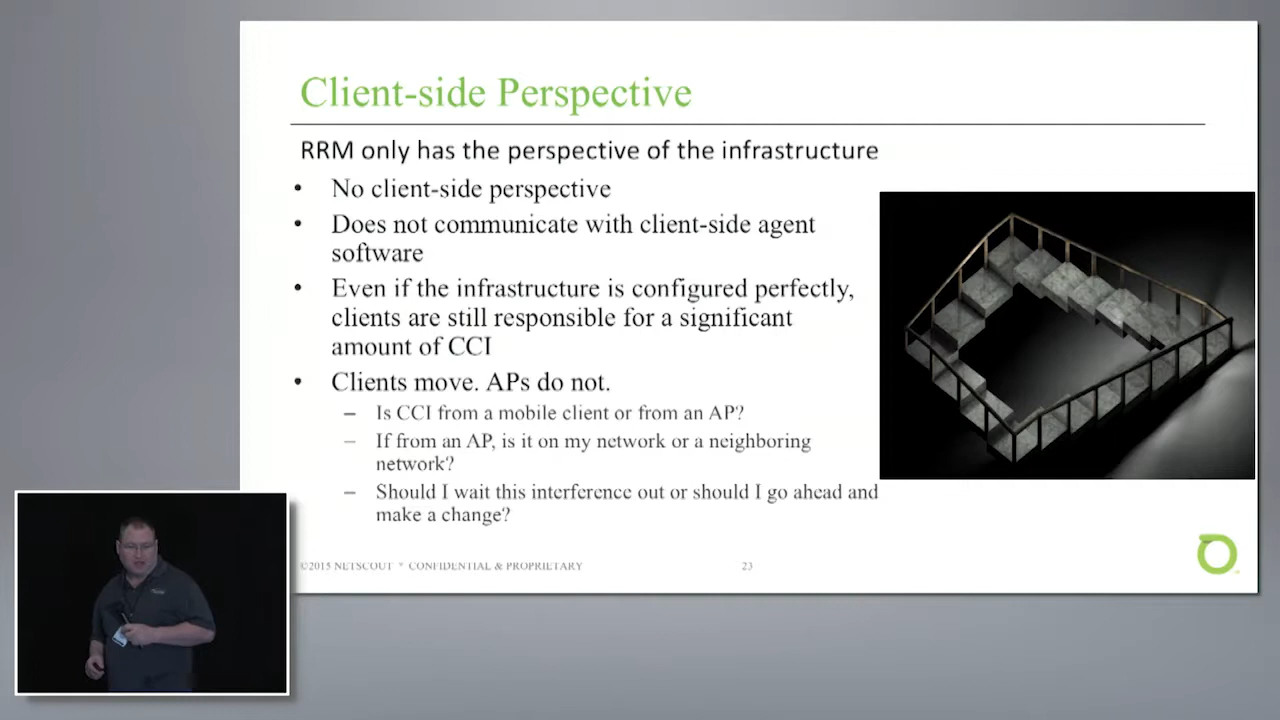 Client-side Perspective
RRM only has the perspective of the infrastructure
• No client-side perspective
• Does not communicate with client-side agent
software
• Even if the infrastructure is configured perfectly,
clients are still responsible for a significant
amount of CCI
• Clients move. APs do not.
– Is CCI from a mobile client or from an AP?
– If from an AP, is it on my network or a neighboring
network?
– Should I wait this interference out or should I go ahead and
make a change?
©2015 NETSCOUT * CONFIDENTIAL & PROPRIETARY 23